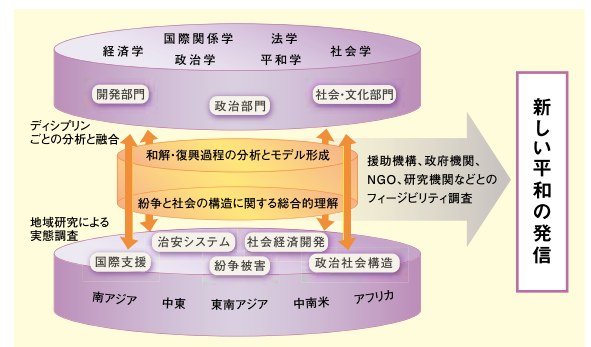 経済学
国際関係学
政治学
法学
平和学
社会学
開発部門
政治部門
社会・文化部門
ディシプリン
ごとの分析と融合
和解・復興過程の分析とモデル形成
紛争と社会の構造に関する総合的理解
援助機構、政府機関、
NGO、研究機関などとの
フィージビリティ調査
新しい平和の発信
地域研究による
実態調査
治安システム
社会経済開発
国際支援
紛争被害
政治社会構造
南アジア
中東
東南アジア
中南米
アフリカ